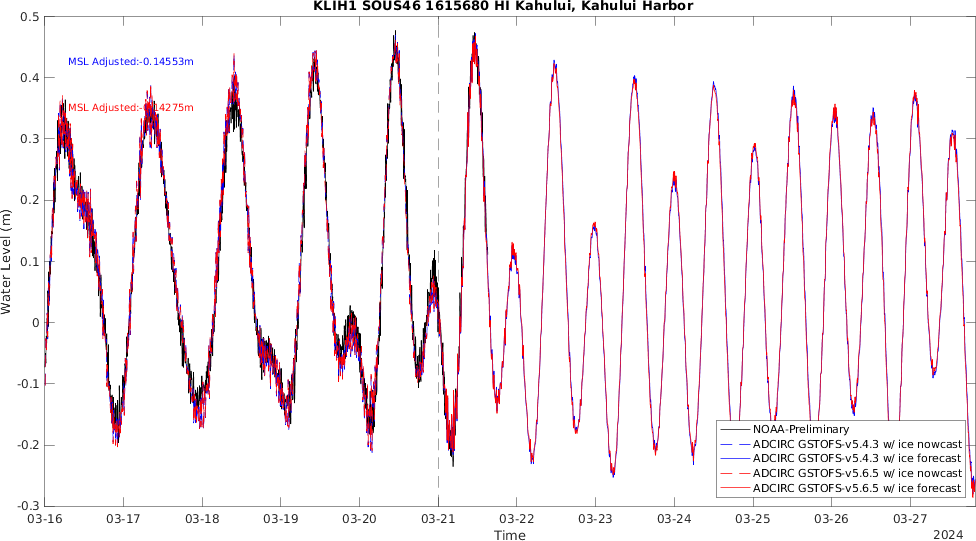 KLIH1 SOUS46 1615680 HI Kahului, Kahului Harbor
0.5
0.4
0.3
0.2
0.1
0
-0.1
-0.2
-0.3
Water Level (m)
MSL Adjusted:-0.14553m
MSL Adjusted:-0.14275m
NOAA-Preliminary
ADCIRC GSTOFS-v5.4.3 w/ ice nowcast
ADCIRC GSTOFS-v5.4.3 w/ ice forecast
ADCIRC GSTOFS-v5.6.5 w/ ice nowcast
ADCIRC GSTOFS-v5.6.5 w/ ice forecast
03-16 03-17 03-18 03-19 03-20 03-21 03-22 03-23 03-24 03-25 03-26 03-27
Time
2024